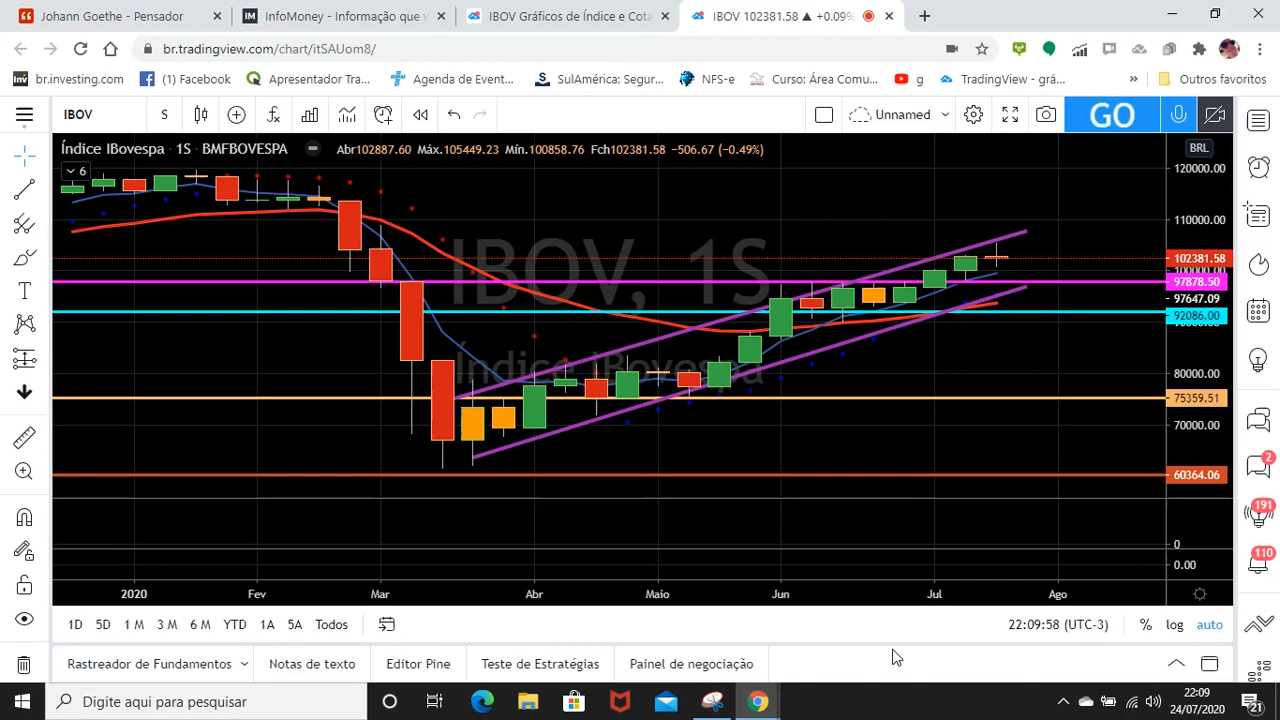 Johann Goethe - Pensador
InfoMoney - Informação que v
IBOV Gráficos de Índice e Cota
IBOV 102381.58 ▲ +0.09%
br.tradingview.com/chart/itSAUom8/
br.investing.com
(1) Facebook
Apresentador Tra...
Agenda de Event...
SulAmérica: Segur...
NFS-e
Curso: Área Comu...
g
TradingView - grá...
»
Outros favoritos
IBOV
S
Unnamed
GO
Índice IBovespa · 1S · BMFBOVESPA
Abr102887.60 Máx.105449.23 Mín.100858.76 Fch102381.58 -506.67 (-0.49%)
BRL
6
120000.00
110000.00
102381.58
100000.00
97878.50
97647.09
92086.00
90000.00
80000.00
75359.51
70000.00
60364.06
0
0.00
IBOV, 1S
Índice IBovespa
2020
Fev
Mar
Abr
Maio
Jun
Jul
Ago
2
191
110
1D 5D 1 M 3 M 6 M YTD 1A 5A Todos
22:09:58 (UTC-3)
% log auto
Rastreador de Fundamentos
Notas de texto
Editor Pine
Teste de Estratégias
Painel de negociação
Digite aqui para pesquisar
22:09
24/07/2020
21